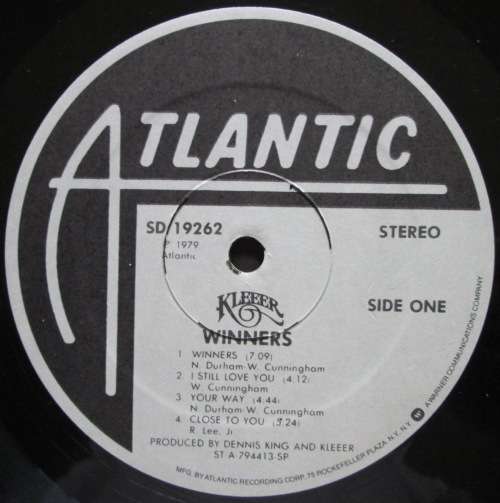 ATLANTIC
SD 19262
STEREO
P 1979
Atlantic
KLEEER
SIDE ONE
WINNERS
1 WINNERS (7:09)
N. Durham-W. Cunningham
2 I STILL LOVE YOU (4:12)
W. Cunningham
3 YOUR WAY (4:44)
N. Durham-W. Cunningham
4 CLOSE TO YOU (3:24)
R. Lee, Jr
PRODUCED BY DENNIS KING AND KLEEER
ST A-794413-SP
MFG. BY ATLANTIC RECORDING CORP. 75 ROCKEFELLER PLAZA, N.Y., N.Y.
A WARNER COMMUNICATIONS COMPANY